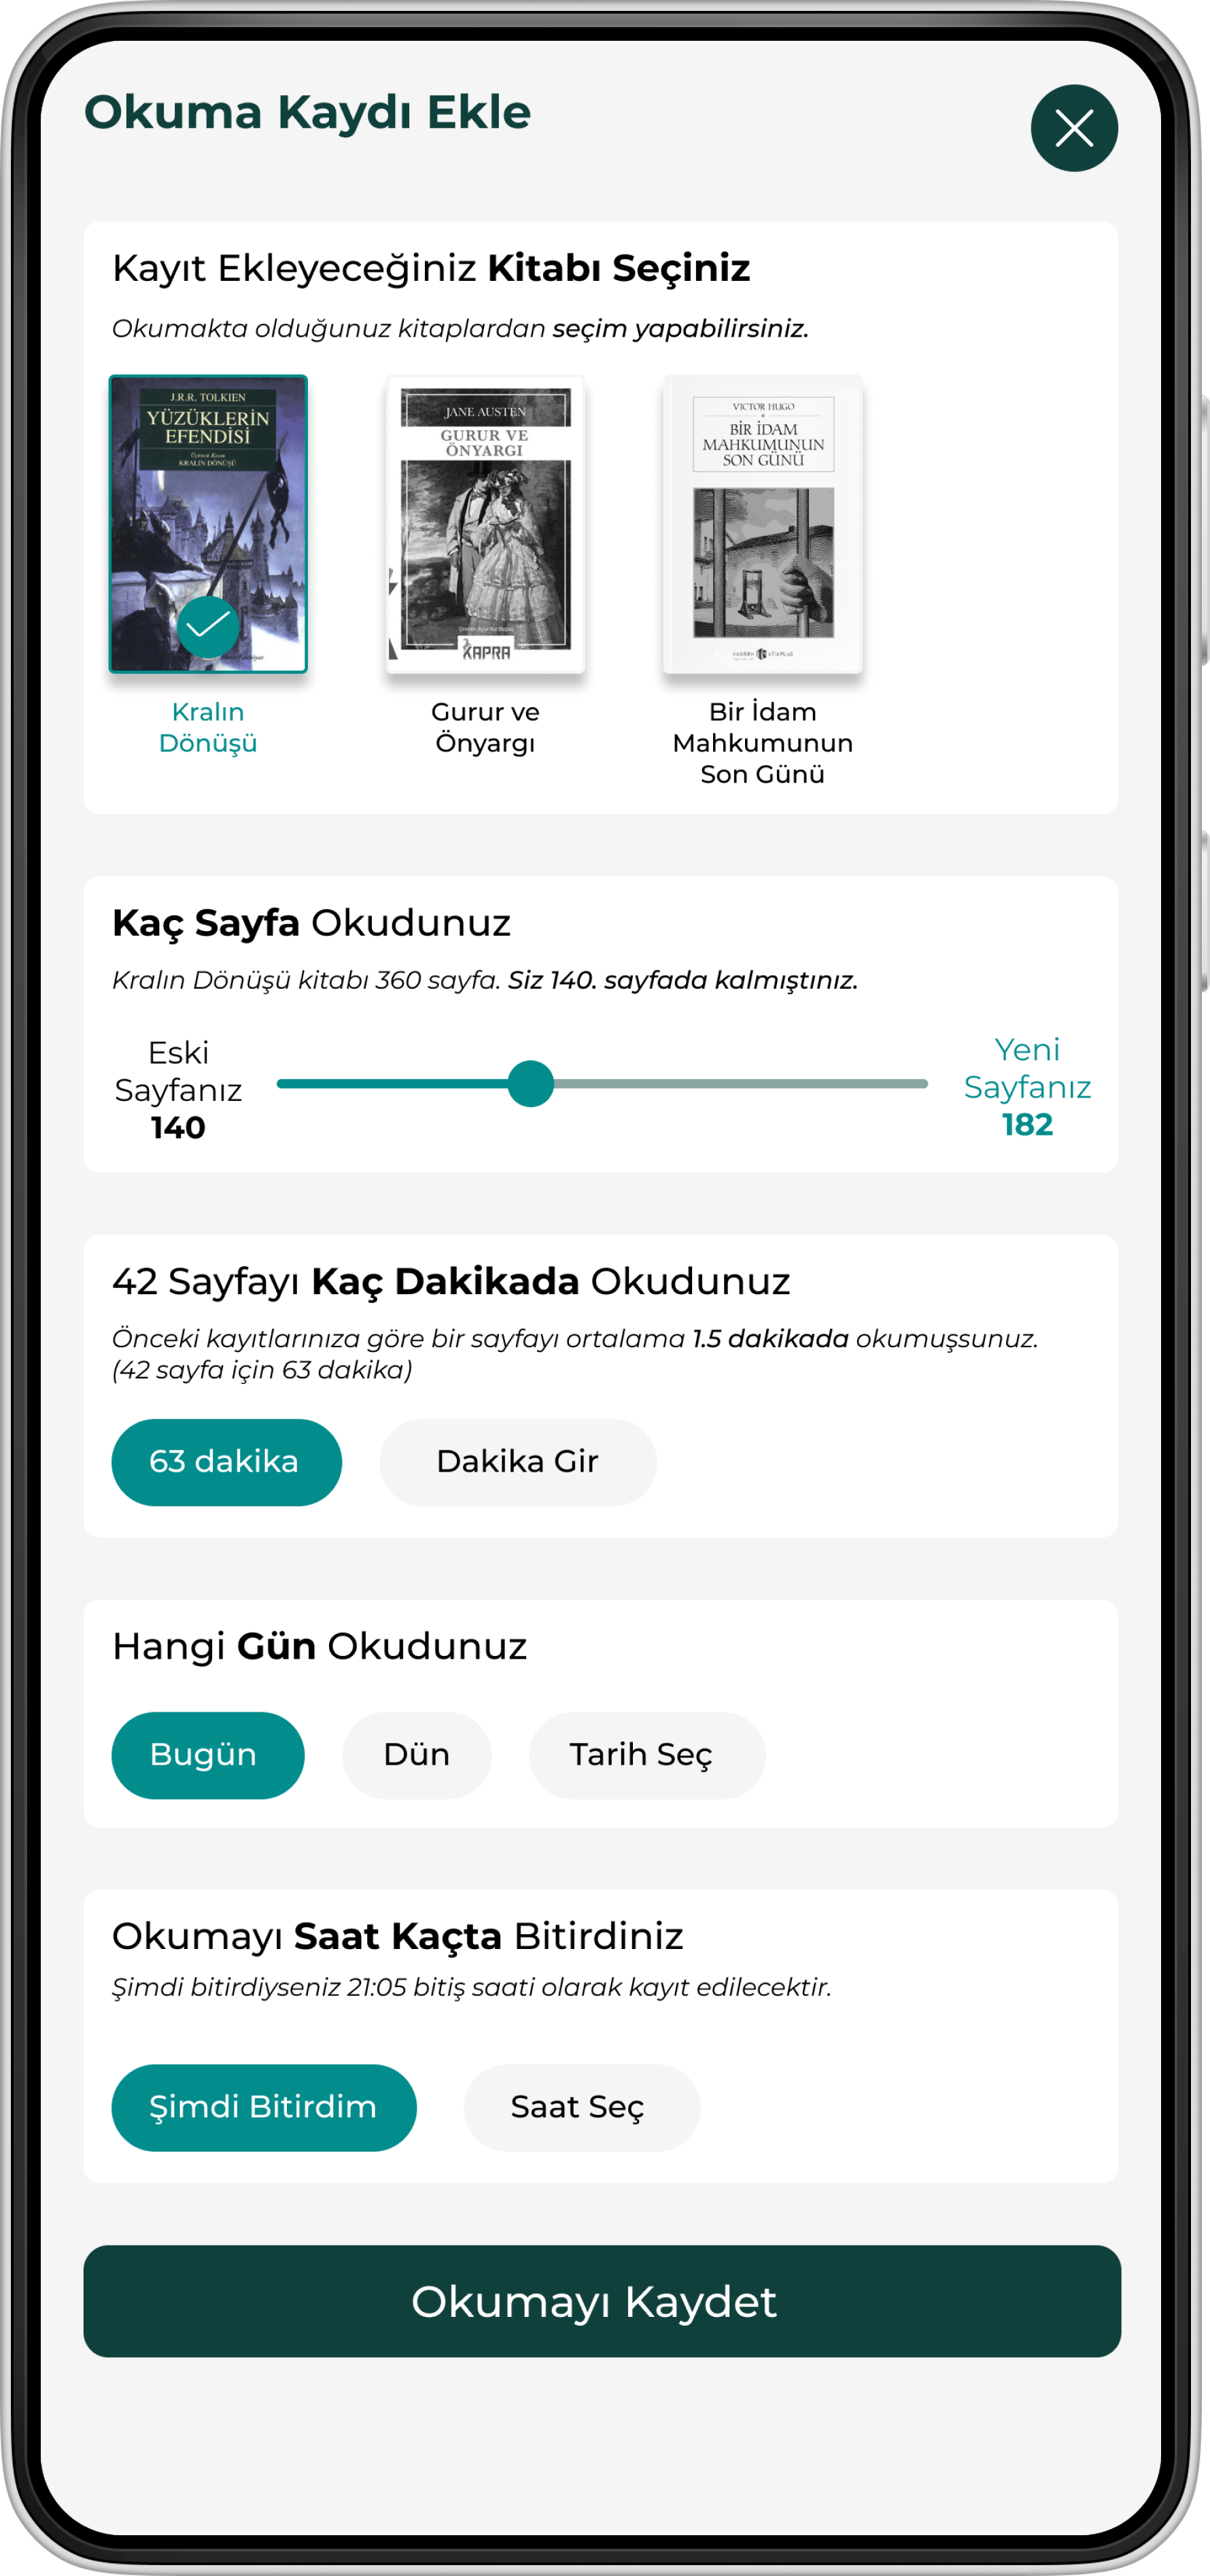 Okuma Kaydı Ekle
Kayıt Ekleyeceğiniz Kitabı Seçiniz
Okumakta olduğunuz kitaplardan seçim yapabilirsiniz.
J.R.R. TOLKIEN
YÜZÜKLERİN
EFENDİSİ
Üçüncü Kısım
KRALIN DÖNÜŞÜ
JANE AUSTEN
GURUR VE
ÖNYARGI
KAPRA
VICTOR HUGO
BİR İDAM
MAHKUMUNUN
SON GÜNÜ
Kralın
Dönüşü
Gurur ve
Önyargı
Bir İdam
Mahkumunun
Son Günü
Kaç Sayfa Okudunuz
Kralın Dönüşü kitabı 360 sayfa. Siz 140. sayfada kalmıştınız.
Eski
Sayfanız
140
Yeni
Sayfanız
182
42 Sayfayı Kaç Dakikada Okudunuz
Önceki kayıtlarınıza göre bir sayfayı ortalama 1.5 dakikada okumuşsunuz.
(42 sayfa için 63 dakika)
63 dakika
Dakika Gir
Hangi Gün Okudunuz
Bugün
Dün
Tarih Seç
Okumayı Saat Kaçta Bitirdiniz
Şimdi bitirdiyseniz 21:05 bitiş saati olarak kayıt edilecektir.
Şimdi Bitirdim
Saat Seç
Okumayı Kaydet